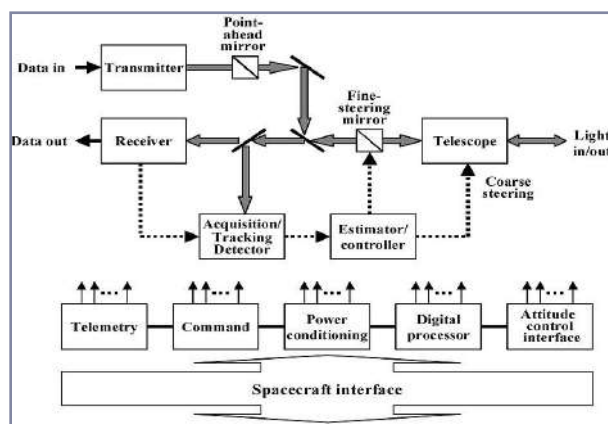 Point-
ahead
mirror
Data in
Transmitter
Fine-
steering
mirror
Data out
Receiver
Telescope
Light
in/out
Coarse
steering
Acquisition/
Tracking
Detector
Estimator/
controller
Telemetry
Command
Power
conditioning
Digital
processor
Attitude
control
interface
Spacecraft interface